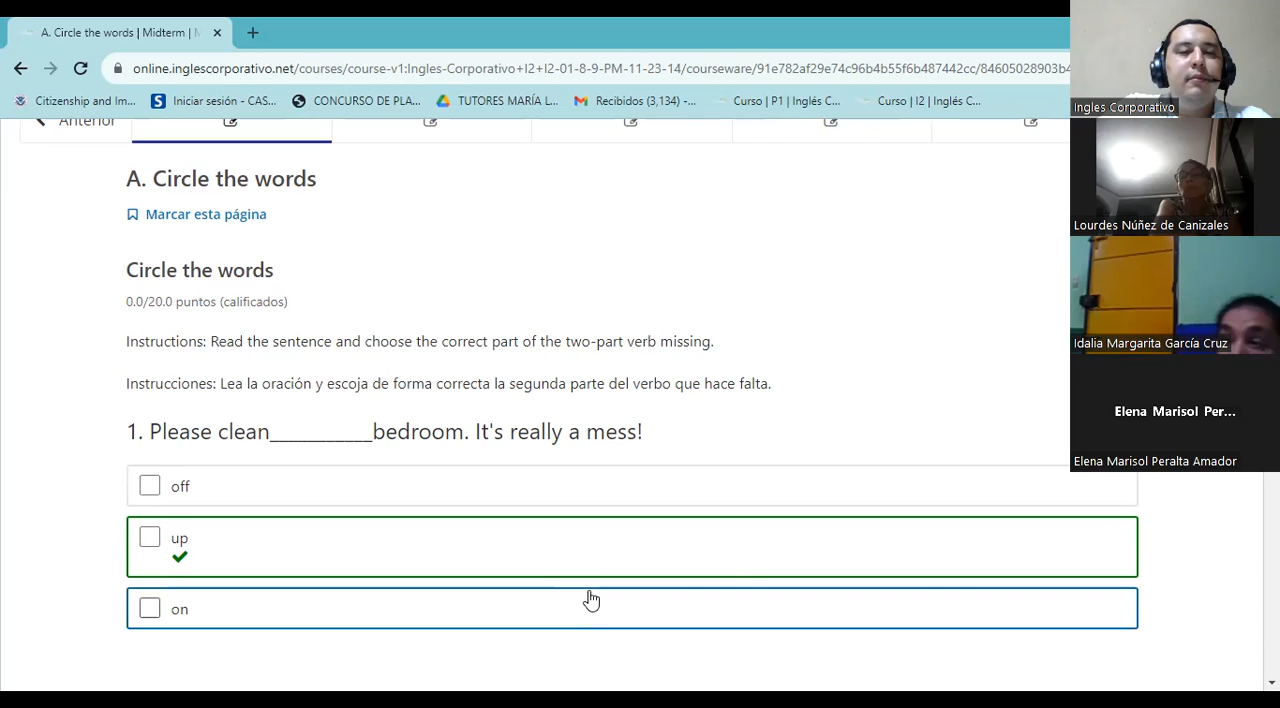 A. Circle the words | Midterm |
online.inglescorporativo.net/courses/course-v1:Ingles-Corporativo+I2+I2-01-8-9-PM-11-23-14/courseware/91e782af29e74c96b4b55f6b487442cc/84605028903b4
Citizenship and Im... Iniciar sesión - CAS... CONCURSO DE PLA... TUTORES MARÍA L... Recibidos (3,134) -... Curso | P1 | Inglés C... Curso | I2 | Inglés C...
Anterior
A. Circle the words
Marcar esta página
Circle the words
0.0/20.0 puntos (calificados)
Instructions: Read the sentence and choose the correct part of the two-part verb missing.
Instrucciones: Lea la oración y escoja de forma correcta la segunda parte del verbo que hace falta.
1. Please clean___________bedroom. It's really a mess!
off
up
on
Ingles Corporativo
Lourdes Núñez de Canizales
Idalia Margarita García Cruz
Elena Marisol Per...
Elena Marisol Peralta Amador